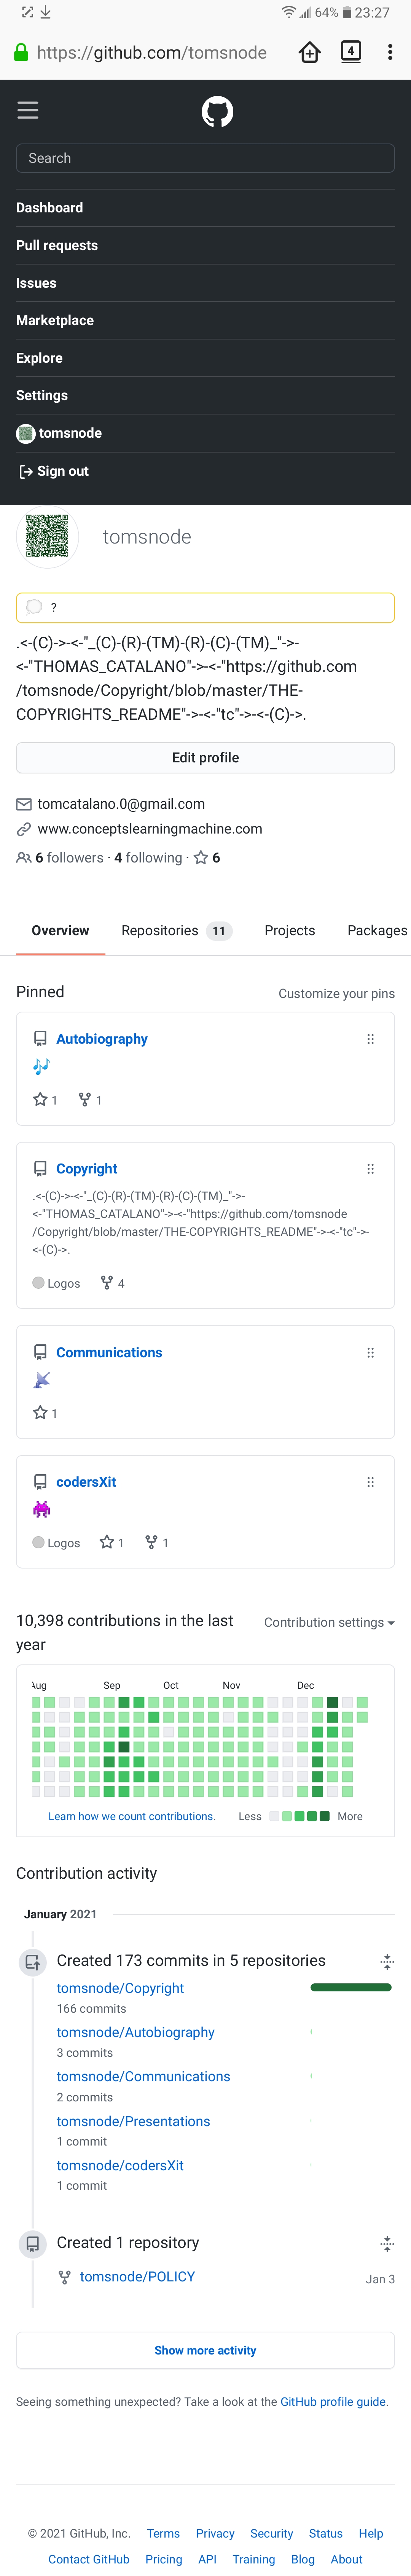 64% 23:27
https://github.com/tomsnode 4
Search
Dashboard
Pull requests
Issues
Marketplace
Explore
Settings
tomsnode
Sign out
tomsnode
?
.<-(C)->-<-"_(C)-(R)-(TM)-(R)-(C)-(TM)_"->-
<-"THOMAS_CATALANO"->-<-"https://github.com
/tomsnode/Copyright/blob/master/THE-
COPYRIGHTS_README"->-<-"tc"->-<-(C)->.
Edit profile
tomcatalano.0@gmail.com
www.conceptslearningmachine.com
6 followers · 4 following · 6
Overview Repositories 11 Projects Packages
Pinned Customize your pins
Autobiography
1 1
Copyright
.<-(C)->-<-"_(C)-(R)-(TM)-(R)-(C)-(TM)_"->-
<-"THOMAS_CATALANO"->-<-"https://github.com/tomsnode
/Copyright/blob/master/THE-COPYRIGHTS_README"->-<-"tc"->-
<-(C)->.
Logos 4
Communications
1
codersXit
Logos 1 1
10,398 contributions in the last Contribution settings
year
Aug Sep Oct Nov Dec
Learn how we count contributions. Less More
Contribution activity
January 2021
Created 173 commits in 5 repositories
tomsnode/Copyright
166 commits
tomsnode/Autobiography
3 commits
tomsnode/Communications
2 commits
tomsnode/Presentations
1 commit
tomsnode/codersXit
1 commit
Created 1 repository
tomsnode/POLICY Jan 3
Show more activity
Seeing something unexpected? Take a look at the GitHub profile guide.
© 2021 GitHub, Inc. Terms Privacy Security Status Help
Contact GitHub Pricing API Training Blog About